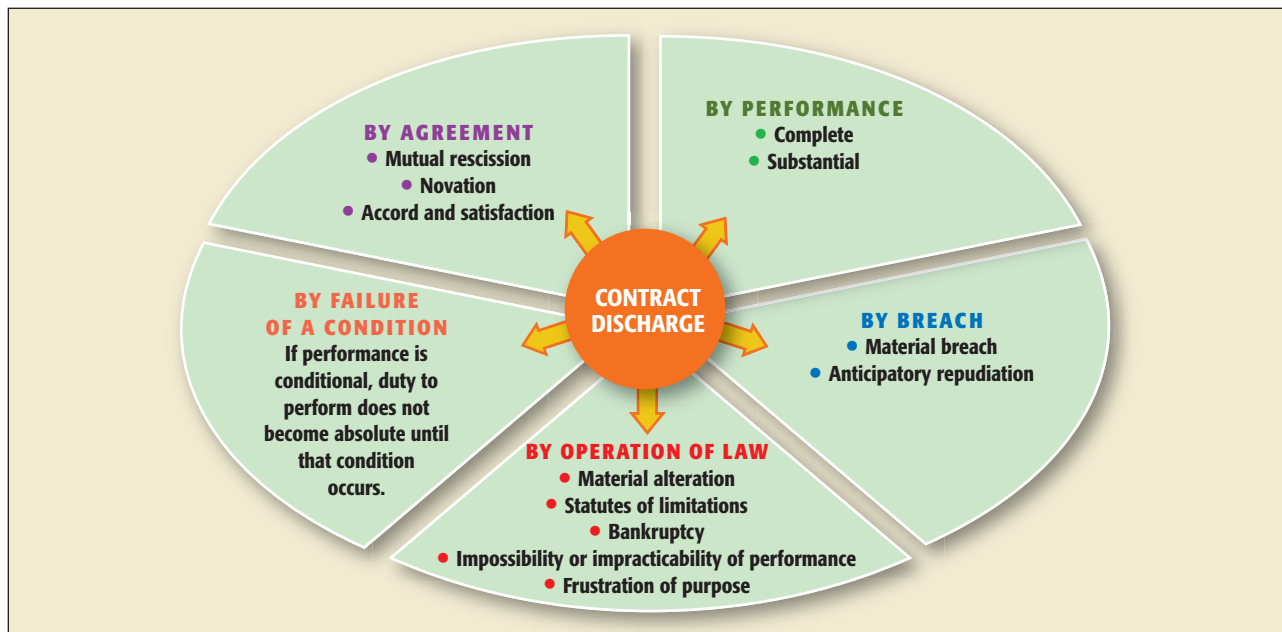 BY AGREEMENT
• Mutual rescission
• Novation
• Accord and satisfaction
BY PERFORMANCE
• Complete
• Substantial
BY FAILURE
OF A CONDITION
If performance is
conditional, duty to
perform does not
become absolute until
that condition
occurs.
CONTRACT
DISCHARGE
BY BREACH
• Material breach
• Anticipatory repudiation
BY OPERATION OF LAW
• Material alteration
• Statutes of limitations
• Bankruptcy
• Impossibility or impracticability of performance
• Frustration of purpose